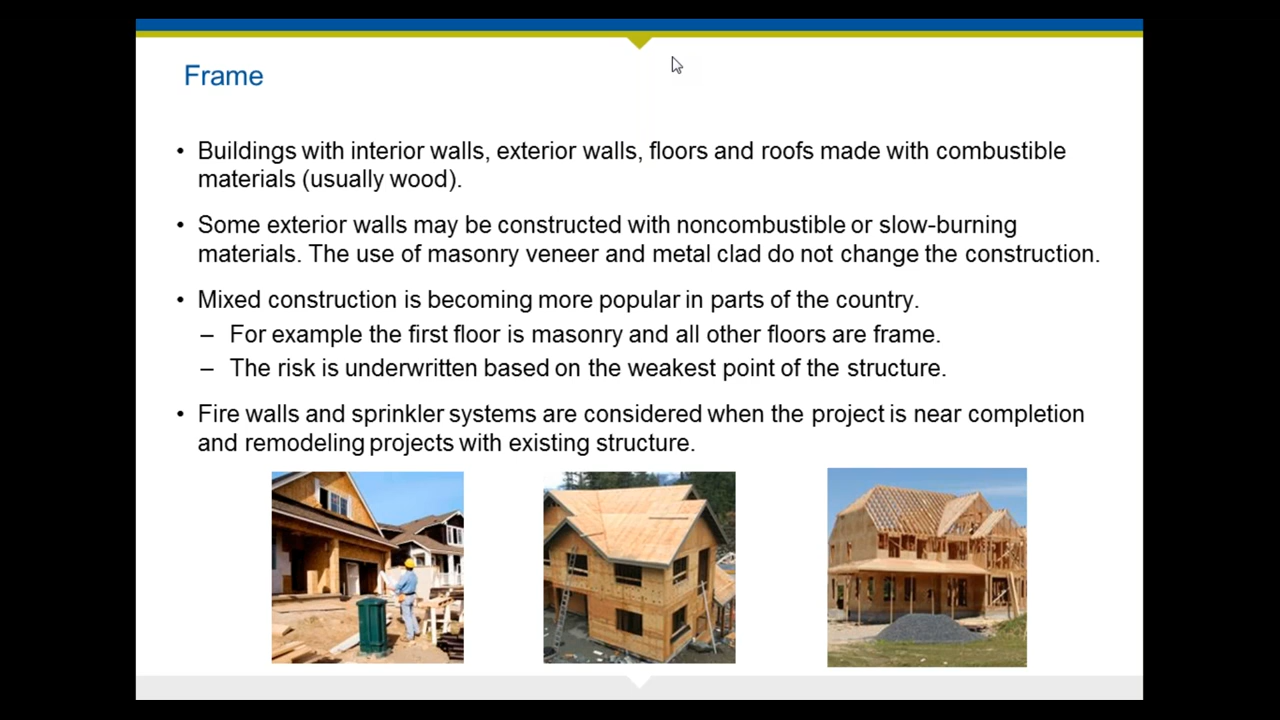 Frame
• Buildings with interior walls, exterior walls, floors and roofs made with combustible
materials (usually wood).
• Some exterior walls may be constructed with noncombustible or slow-burning
materials. The use of masonry veneer and metal clad do not change the construction.
• Mixed construction is becoming more popular in parts of the country.
– For example the first floor is masonry and all other floors are frame.
– The risk is underwritten based on the weakest point of the structure.
• Fire walls and sprinkler systems are considered when the project is near completion
and remodeling projects with existing structure.